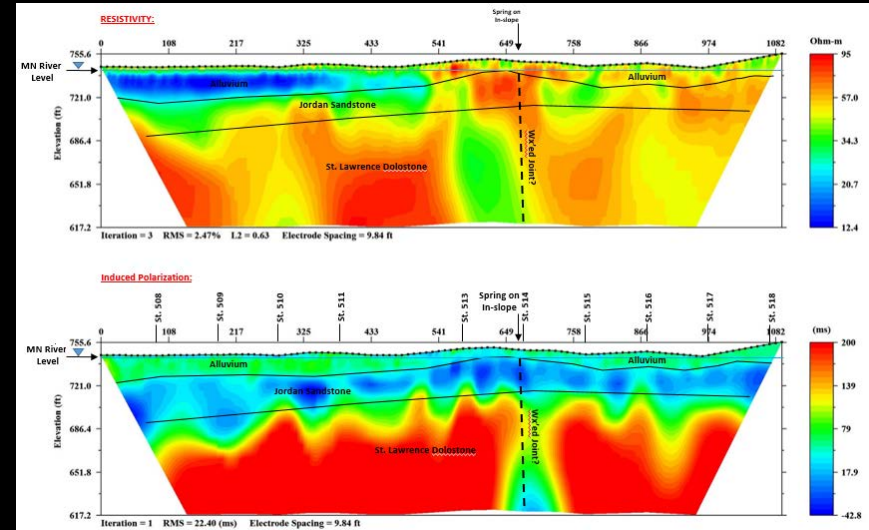 RESISTIVITY:
Spring on
In-slope
0 108 217 325 433 541 649 758 866 974 1082
Ohm-m
755.6
MN River
Level
721.0
686.4
651.8
617.2
Elevation (ft)
Alluvium
Alluvium
Jordan Sandstone
St. Lawrence Dolostone
Wx'ed Joint?
95
57.0
34.3
20.7
12.4
Iteration = 3 RMS = 2.47% L2 = 0.63 Electrode Spacing = 9.84 ft
Induced Polarization:
St. 508
St. 509
St. 510
St. 511
St. 513
Spring on
In-slope
St. 514
St. 515
St. 516
St. 517
St. 518
0 108 217 325 433 541 649 758 866 974 1082
(ms)
755.6
MN River
Level
721.0
686.4
651.8
617.2
Elevation (ft)
Alluvium
Alluvium
Jordan Sandstone
St. Lawrence Dolostone
Wx'ed Joint?
200
139
79
17.9
-42.8
Iteration = 1 RMS = 22.40 (ms) Electrode Spacing = 9.84 ft